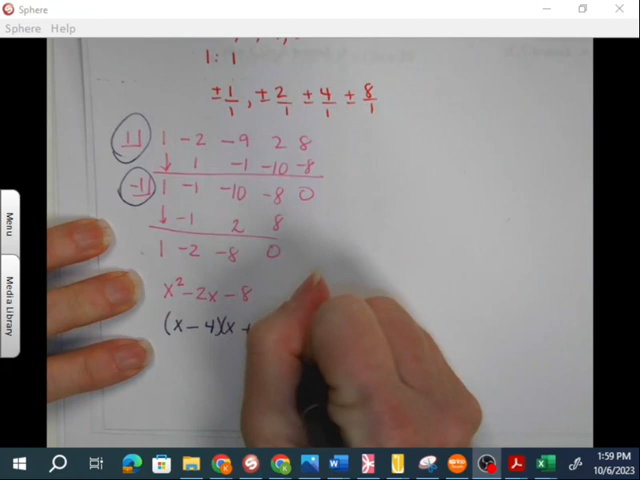 Sphere
Sphere Help
1: 1
±1/1, ±2/1 ±4/1 ±8/1
1| 1 -2 -9 2 8
↓ 1 -1 -10 -8
-1| 1 -1 -10 -8 0
↓ -1 2 8
1 -2 -8 0
x² - 2x - 8
(x - 4)(x +
Menu
Media Library
1:59 PM
10/6/2023